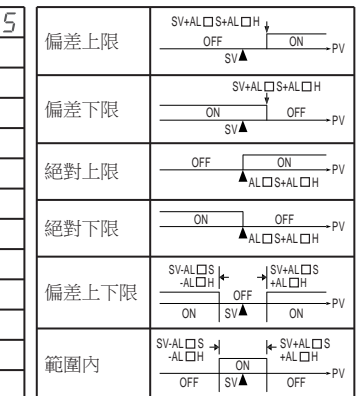 5
偏差上限
SV+AL□S+AL□H
OFF ON PV
SV▲
偏差下限
SV+AL□S+AL□H
ON OFF PV
SV▲
絕對上限
OFF ON PV
▲AL□S+AL□H
絕對下限
ON OFF PV
▲AL□S+AL□H
偏差上下限
SV-AL□S SV+AL□S
-AL□H +AL□H
OFF PV
ON SV▲ ON
範圍內
SV-AL□S SV+AL□S
-AL□H +AL□H
ON PV
OFF SV▲ OFF